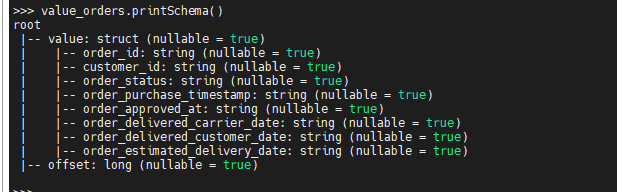 >>> value_orders.printSchema()
root
 |-- value: struct (nullable = true)
 |    |-- order_id: string (nullable = true)
 |    |-- customer_id: string (nullable = true)
 |    |-- order_status: string (nullable = true)
 |    |-- order_purchase_timestamp: string (nullable = true)
 |    |-- order_approved_at: string (nullable = true)
 |    |-- order_delivered_carrier_date: string (nullable = true)
 |    |-- order_delivered_customer_date: string (nullable = true)
 |    |-- order_estimated_delivery_date: string (nullable = true)
 |-- offset: long (nullable = true)
>>>